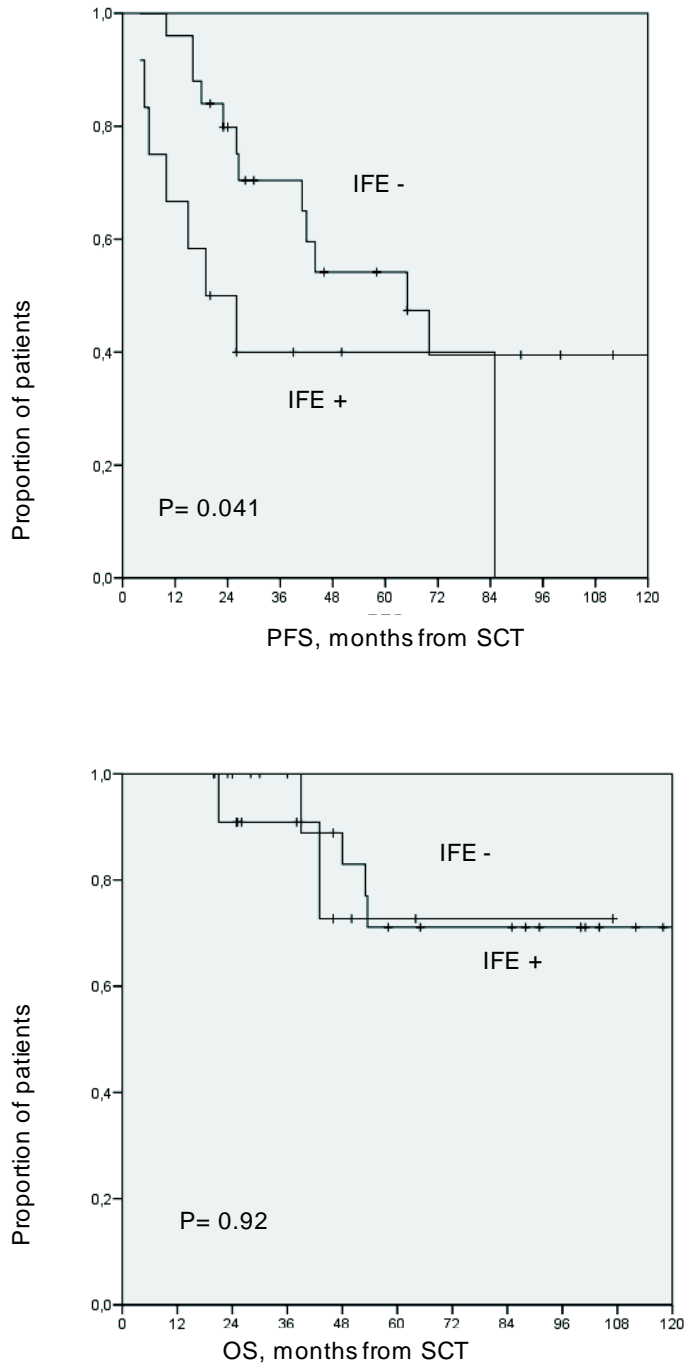 1,0
0,8
0,6
0,4
0,2
0,0
Proportion of patients
IFE -
IFE +
P= 0.041
0 12 24 36 48 60 72 84 96 108 120
PFS, months from SCT
1,0
0,8
0,6
0,4
0,2
0,0
Proportion of patients
IFE -
IFE +
P= 0.92
0 12 24 36 48 60 72 84 96 108 120
OS, months from SCT